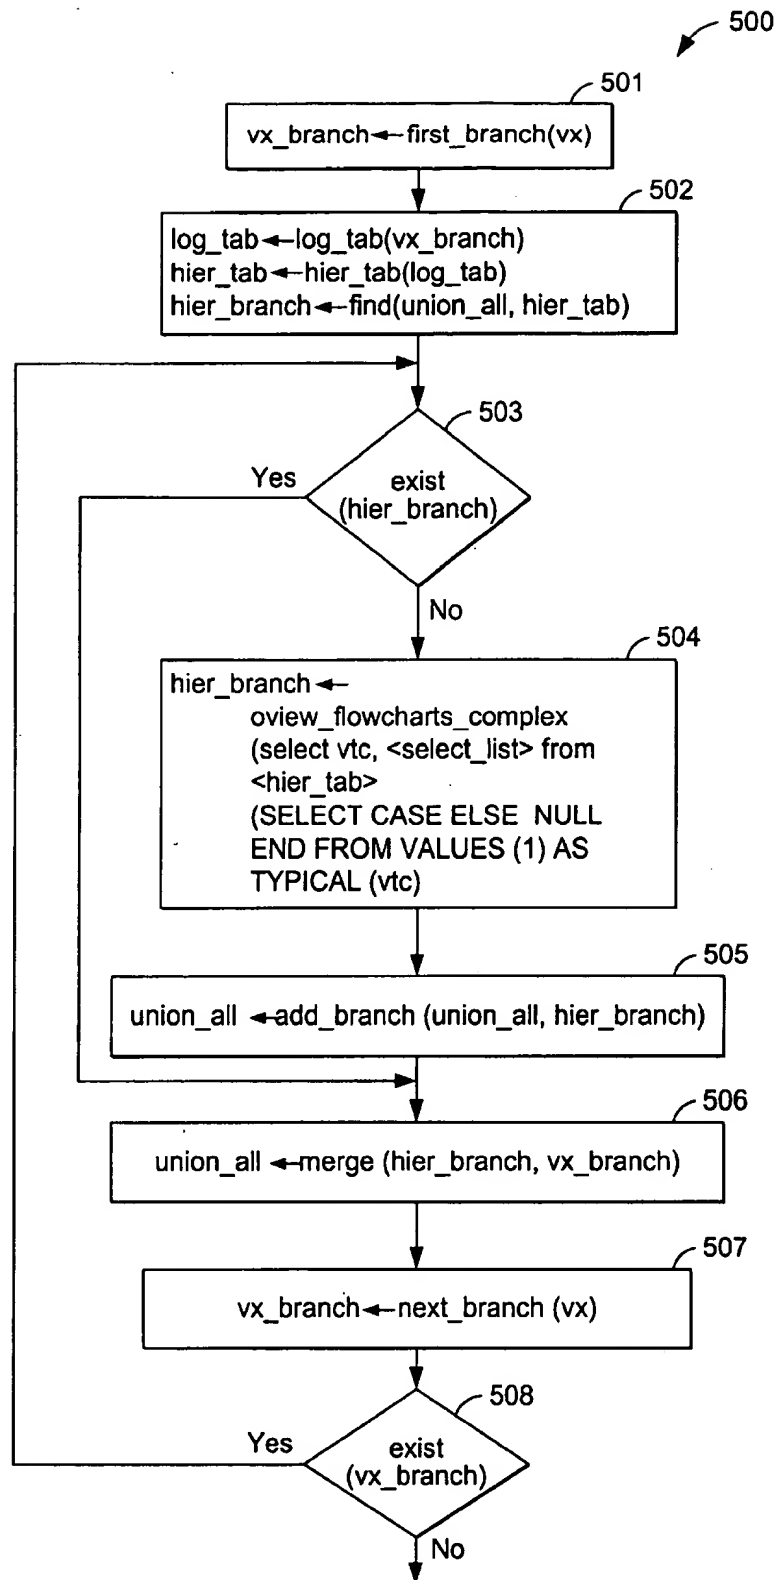 500
501
vx_branch←first_branch(vx)
502
log_tab←log_tab(vx_branch)
hier_tab←hier_tab(log_tab)
hier_branch←find(union_all, hier_tab)
503
Yes
exist
(hier_branch)
No
504
hier_branch←
oview_flowcharts_complex
(select vtc, <select_list> from
<hier_tab>
(SELECT CASE ELSE NULL
END FROM VALUES (1) AS
TYPICAL (vtc)
505
union_all ←add_branch (union_all, hier_branch)
506
union_all ←merge (hier_branch, vx_branch)
507
vx_branch←next_branch (vx)
508
Yes
exist
(vx_branch)
No